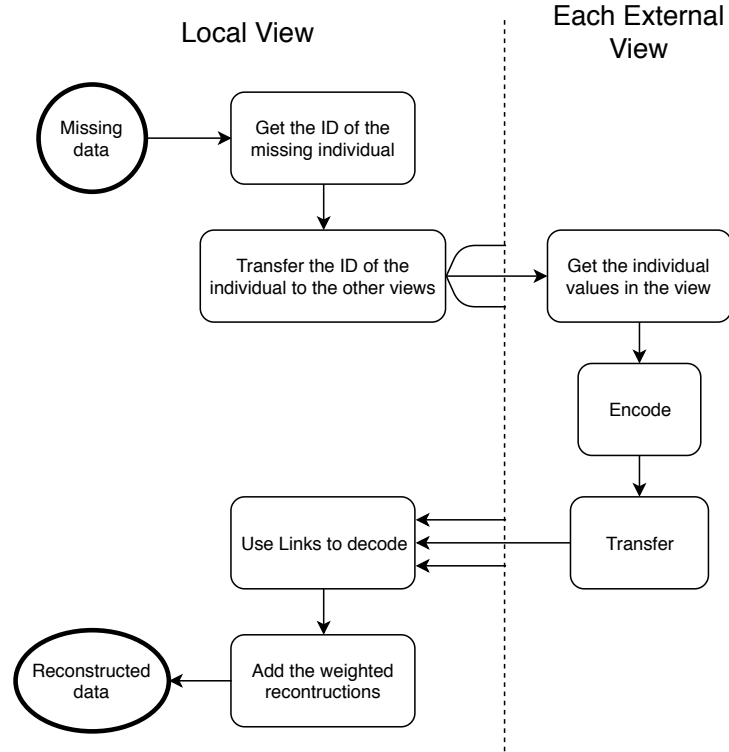 Local View
Each External
View
Missing
data
Get the ID of the
missing individual
Transfer the ID of the
individual to the other views
Get the individual
values in the view
Encode
Use Links to decode
Transfer
Reconstructed
data
Add the weighted
recontructions